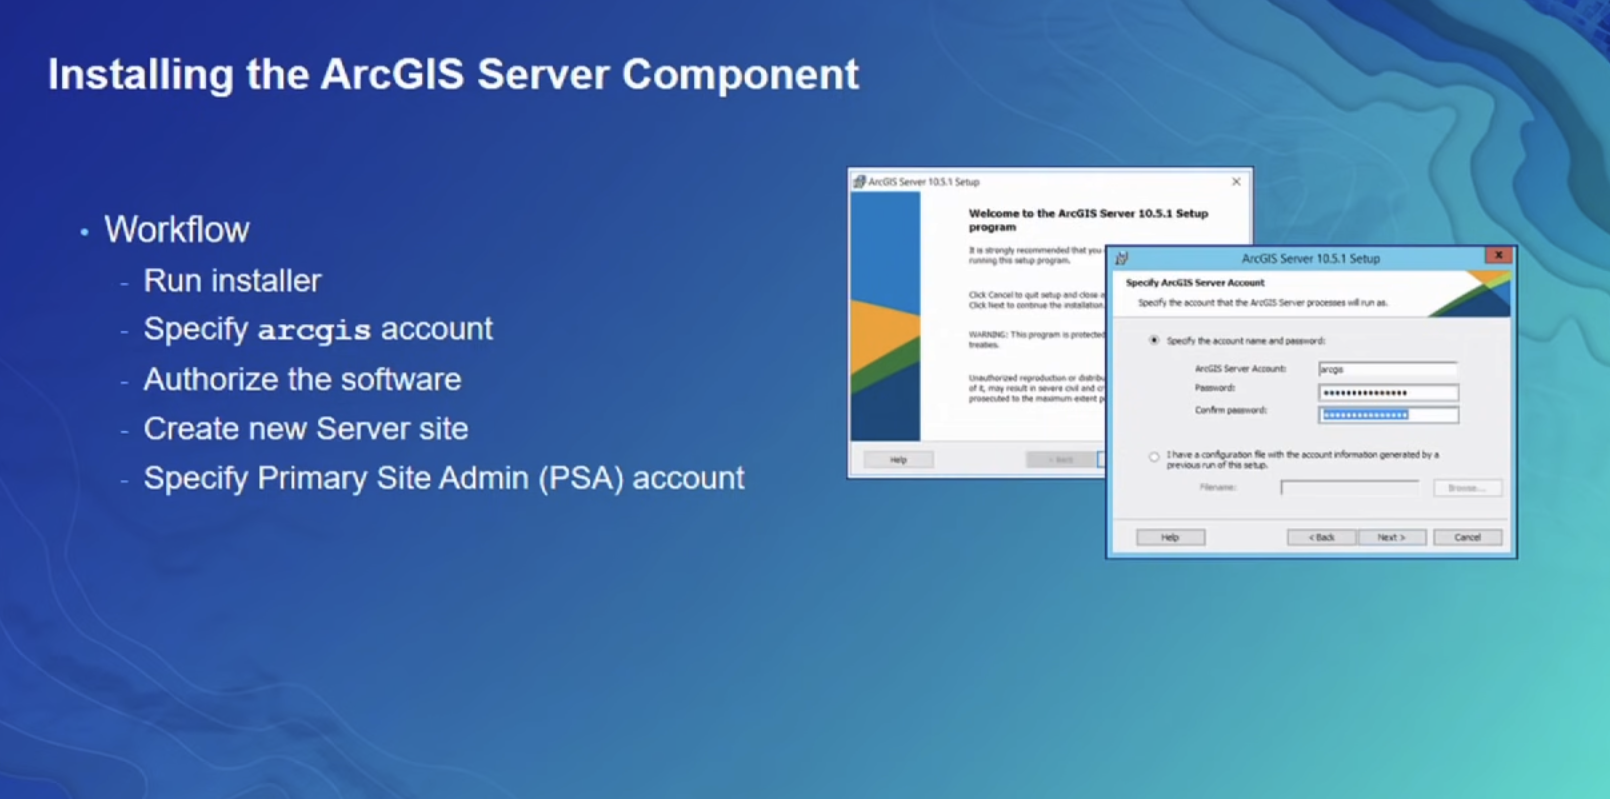 Installing the ArcGIS Server Component
• Workflow
- Run installer
- Specify arcgis account
- Authorize the software
- Create new Server site
- Specify Primary Site Admin (PSA) account
ArcGIS Server 10.5.1 Setup
Welcome to the ArcGIS Server 10.5.1 Setup
program
It is strongly recommended that you
running this setup program.
Click Cancel to quit setup and close
Click Next to continue the installation.
WARNING: This program is protected
treaties.
Unauthorized reproduction or
of it, may result in severe civil and
prosecuted to the maximum extent
Help
< Back
ArcGIS Server 10.5.1 Setup
x
Specify ArcGIS Server Account
Specify the account that the ArcGIS Server processes will run as.
Specify the account name and password:
ArcGIS Server Account:
arcgis
Password:
Confirm password:
I have a configuration file with the account information generated by a
previous run of this setup.
Filename:
Browse...
Help
< Back
Next >
Cancel